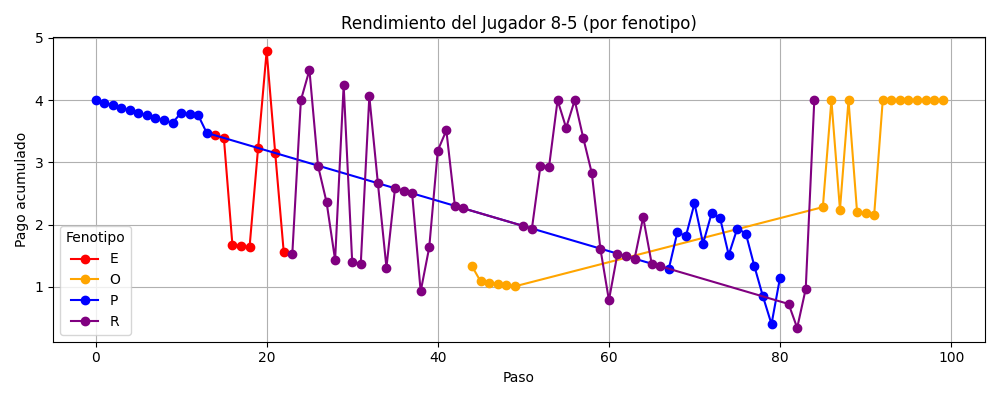 Rendimiento del Jugador 8-5 (por fenotipo)
Pago acumulado
5
4
3
2
1
Fenotipo
E
O
P
R
0
20
40
60
80
100
Paso